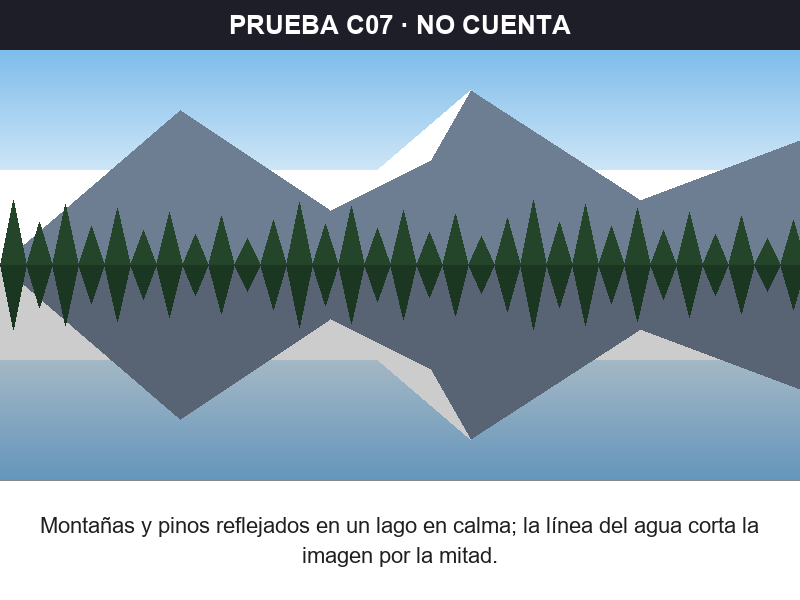 PRUEBA C07 · NO CUENTA
Montañas y pinos reflejados en un lago en calma; la línea del agua corta la
imagen por la mitad.